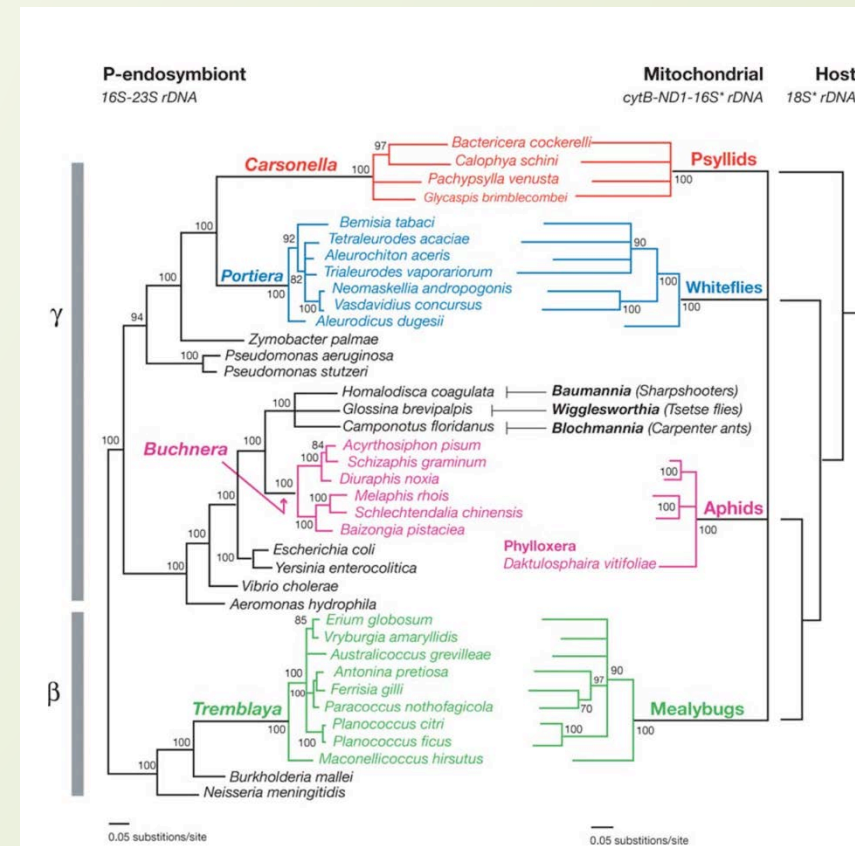 P-endosymbiont
16S-23S rDNA
Mitochondrial
cytB-ND1-16S* rDNA
Host
18S* rDNA
γ
β
Carsonella
97
100
Bactericera cockerelli
Calophya schini
Pachypsylla venusta
Glycaspis brimblecombei
Psyllids
100
100
Portiera
92
82
100
100
Bemisia tabaci
Tetraleurodes acaciae
Aleurochiton aceris
Trialeurodes vaporariorum
Neomaskellia andropogonis
Vasdavidius concursus
Aleurodicus dugesii
90
100
100
100
Whiteflies
100
94
Zymobacter palmae
100
Pseudomonas aeruginosa
Pseudomonas stutzeri
100
Homalodisca coagulata
Glossina brevipalpis
Camponotus floridanus
Baumannia (Sharpshooters)
Wigglesworthia (Tsetse flies)
Blochmannia (Carpenter ants)
100
100
Buchnera
84
100
100
100
100
Acyrthosiphon pisum
Schizaphis graminum
Diuraphis noxia
Melaphis rhois
Schlechtendalia chinensis
Baizongia pistaciea
100
100
100
Aphids
Phylloxera
Daktulosphaira vitifoliae
100
100
Escherichia coli
Yersinia enterocolitica
100
Vibrio cholerae
100
Aeromonas hydrophila
Tremblaya
85
100
100
100
100
Erium globosum
Vryburgia amaryllidis
Australicoccus grevilleae
Antonina pretiosa
Ferrisia gilli
Paracoccus nothofagicola
Planococcus citri
Planococcus ficus
Maconellicoccus hirsutus
90
97
70
100
100
Mealybugs
100
100
Burkholderia mallei
Neisseria meningitidis
0.05 substitions/site
0.05 substitions/site